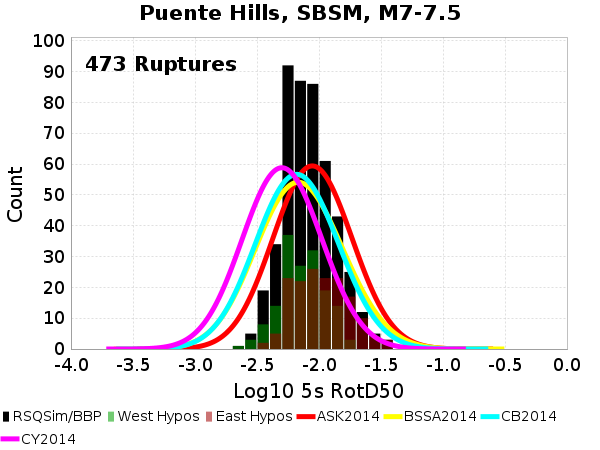 Puente Hills, SBSM, M7-7.5
473 Ruptures
Count
100
90
80
70
60
50
40
30
20
10
0
-4.0 -3.5 -3.0 -2.5 -2.0 -1.5 -1.0 -0.5 0.0
Log10 5s RotD50
RSQSim/BBP West Hypos East Hypos ASK2014 BSSA2014 CB2014
CY2014